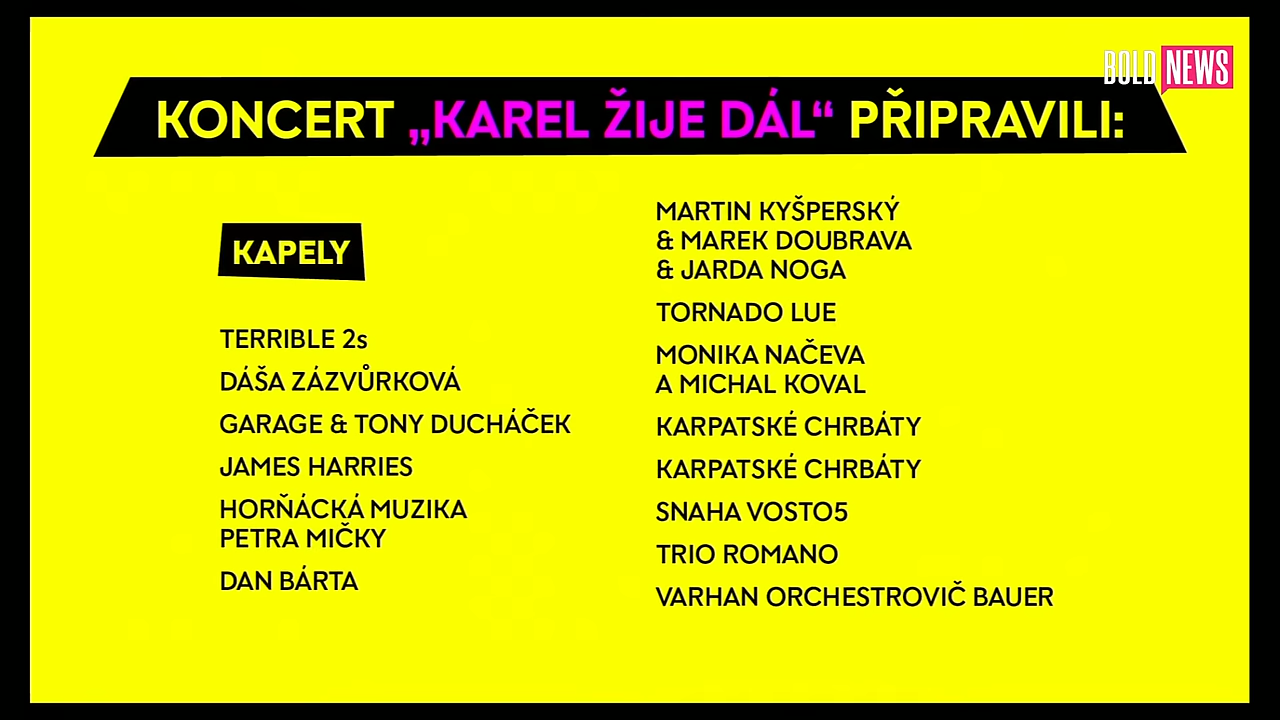 BOLD NEWS
KONCERT „KAREL ŽIJE DÁL“ PŘIPRAVILI:
KAPELY
TERRIBLE 2s
DÁŠA ZÁZVŮRKOVÁ
GARAGE & TONY DUCHÁČEK
JAMES HARRIES
HORŇÁCKÁ MUZIKA
PETRA MIČKY
DAN BÁRTA
MARTIN KYŠPERSKÝ
& MAREK DOUBRAVA
& JARDA NOGA
TORNADO LUE
MONIKA NAČEVA
A MICHAL KOVAL
KARPATSKÉ CHRBÁTY
KARPATSKÉ CHRBÁTY
SNAHA VOSTO5
TRIO ROMANO
VARHAN ORCHESTROVIČ BAUER